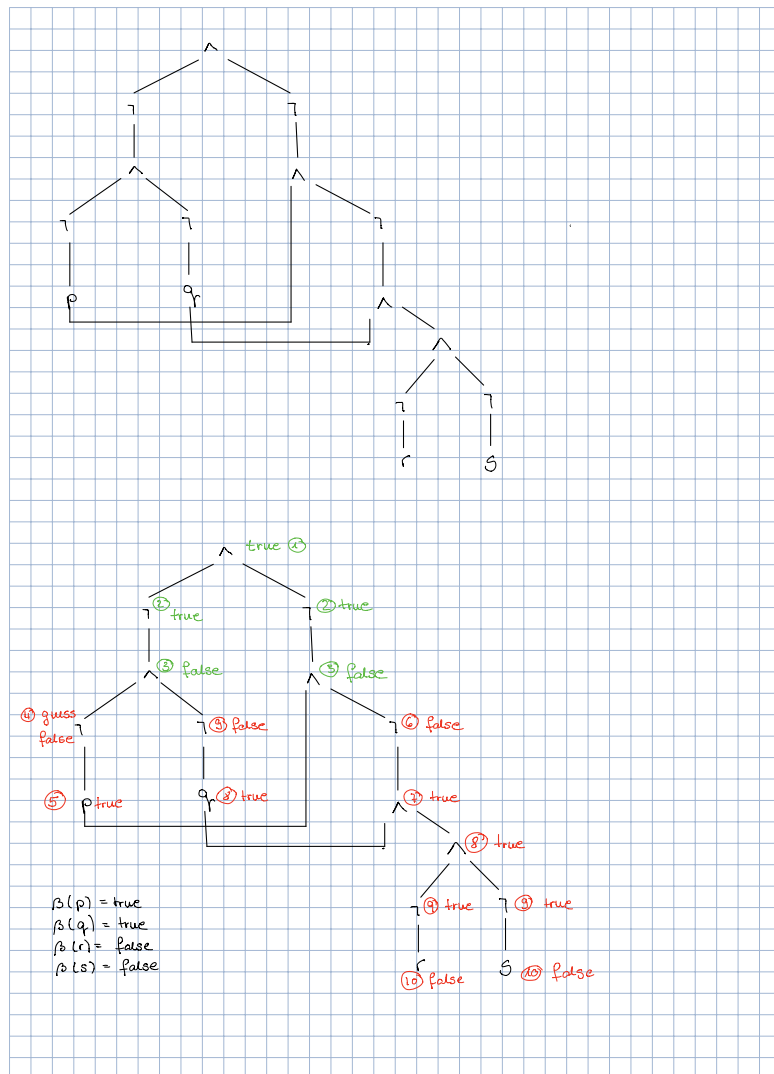 ∧
¬ ¬
∧ ∧
¬ ¬ ¬
p q ∧
∧
¬ ¬
r s
∧ true ①
¬ ② true ¬ ② true
∧ ③ false ∧ ③ false
④ guess false ¬ ¬ ⑨ false ¬ ⑥ false
⑤ p true q ⑧ true ∧ ⑦ true
∧ ⑧ true
¬ ⑨ true ¬ ⑨ true
r ⑩ false s ⑩ false
β(p) = true
β(q) = true
β(r) = false
β(s) = false